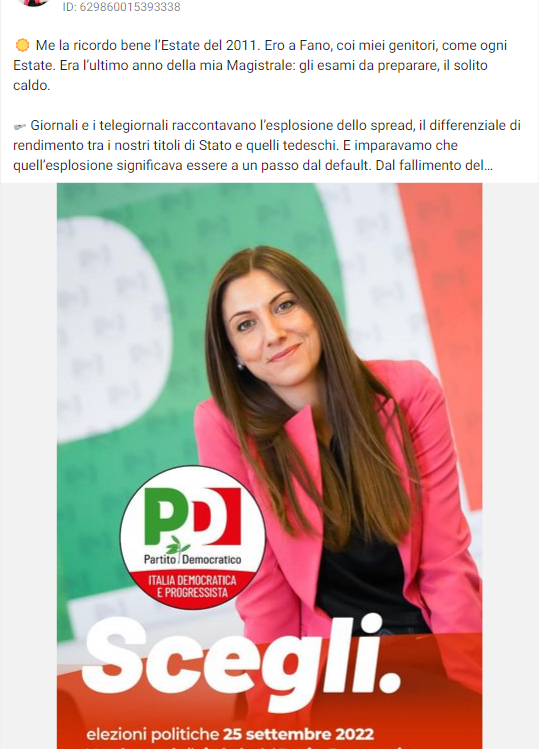 ID: 629860015393338
🌞 Me la ricordo bene l'Estate del 2011. Ero a Fano, coi miei genitori, come ogni
Estate. Era l'ultimo anno della mia Magistrale: gli esami da preparare, il solito
caldo.
🗞 Giornali e i telegiornali raccontavano l'esplosione dello spread, il differenziale di
rendimento tra i nostri titoli di Stato e quelli tedeschi. E imparavamo che
quell'esplosione significava essere a un passo dal default. Dal fallimento del…
PD
Partito Democratico
ITALIA DEMOCRATICA
E PROGRESSISTA
Scegli.
elezioni politiche 25 settembre 2022